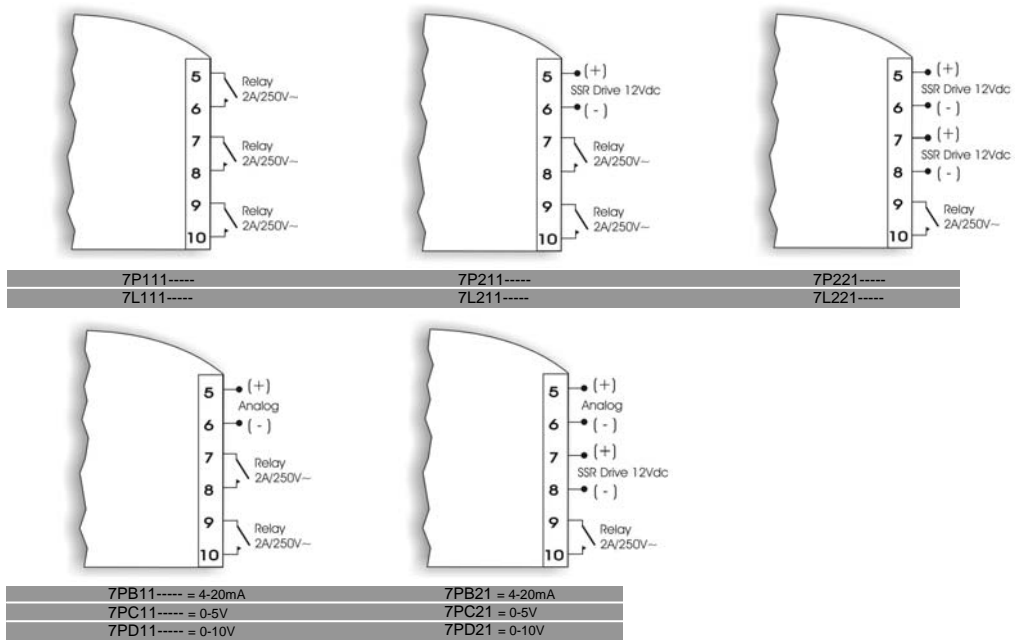 5
Relay
2A/250V~
6
7
Relay
2A/250V~
8
9
Relay
2A/250V~
10
5 (+)
SSR Drive 12Vdc
6 (-)
7
Relay
2A/250V~
8
9
Relay
2A/250V~
10
5 (+)
SSR Drive 12Vdc
6 (-)
7 (+)
SSR Drive 12Vdc
8 (-)
9
Relay
2A/250V~
10
7P111----- 7P211----- 7P221-----
7L111----- 7L211----- 7L221-----
5 (+)
Analog
6 (-)
7
Relay
2A/250V~
8
9
Relay
2A/250V~
10
5 (+)
Analog
6 (-)
7 (+)
SSR Drive 12Vdc
8 (-)
9
Relay
2A/250V~
10
7PB11----- = 4-20mA 7PB21 = 4-20mA
7PC11----- = 0-5V 7PC21 = 0-5V
7PD11----- = 0-10V 7PD21 = 0-10V